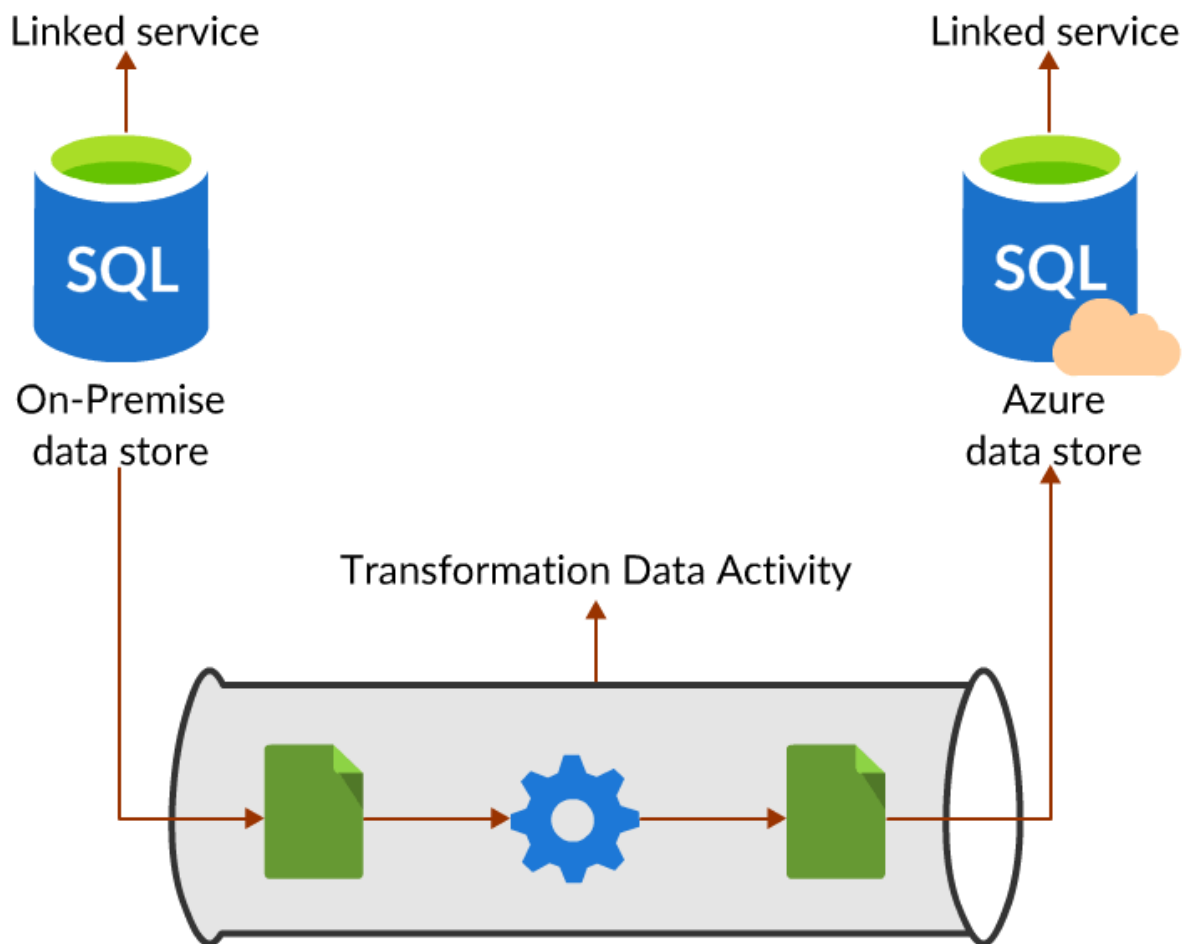 Linked service
Linked service
SQL
SQL
On-Premise
data store
Azure
data store
Transformation Data Activity